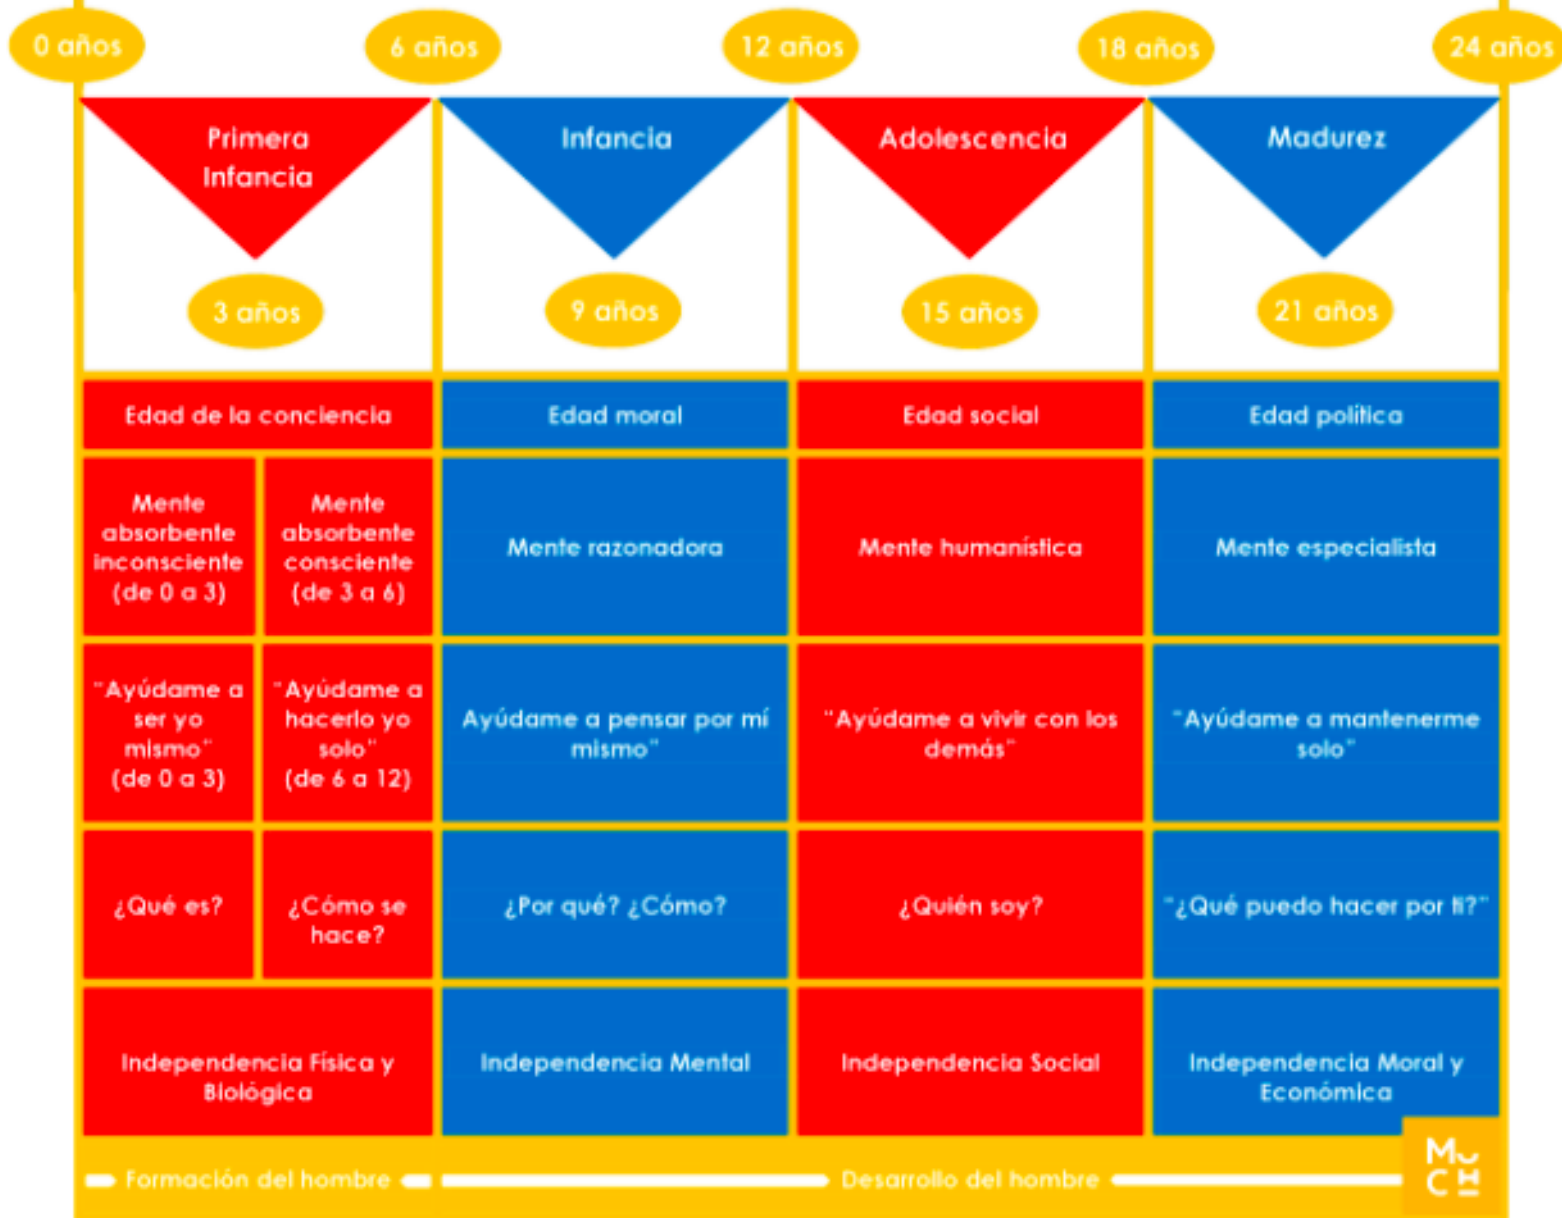 0 años
6 años
12 años
18 años
24 años
Primera
Infancia
Infancia
Adolescencia
Madurez
3 años
9 años
15 años
21 años
Edad de la conciencia
Edad moral
Edad social
Edad política
Mente
absorbente
inconsciente
(de 0 a 3)
Mente
absorbente
consciente
(de 3 a 6)
Mente razonadora
Mente humanística
Mente especialista
"Ayúdame a
ser yo
mismo"
(de 0 a 3)
"Ayúdame a
hacerlo yo
solo"
(de 6 a 12)
Ayúdame a pensar por mí
mismo"
"Ayúdame a vivir con los
demás"
"Ayúdame a mantenerme
solo"
¿Qué es?
¿Cómo se
hace?
¿Por qué? ¿Cómo?
¿Quién soy?
"¿Qué puedo hacer por ti?"
Independencia Física y
Biológica
Independencia Mental
Independencia Social
Independencia Moral y
Económica
Formación del hombre
Desarrollo del hombre
MUCH